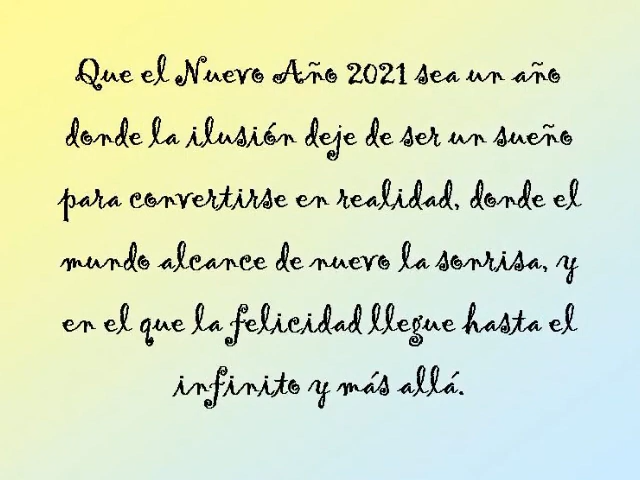 Que el Nuevo Año 2021 sea un año
donde la ilusión deje de ser un sueño
para convertirse en realidad, donde el
mundo alcance de nuevo la sonrisa, y
en el que la felicidad llegue hasta el
infinito y más allá.